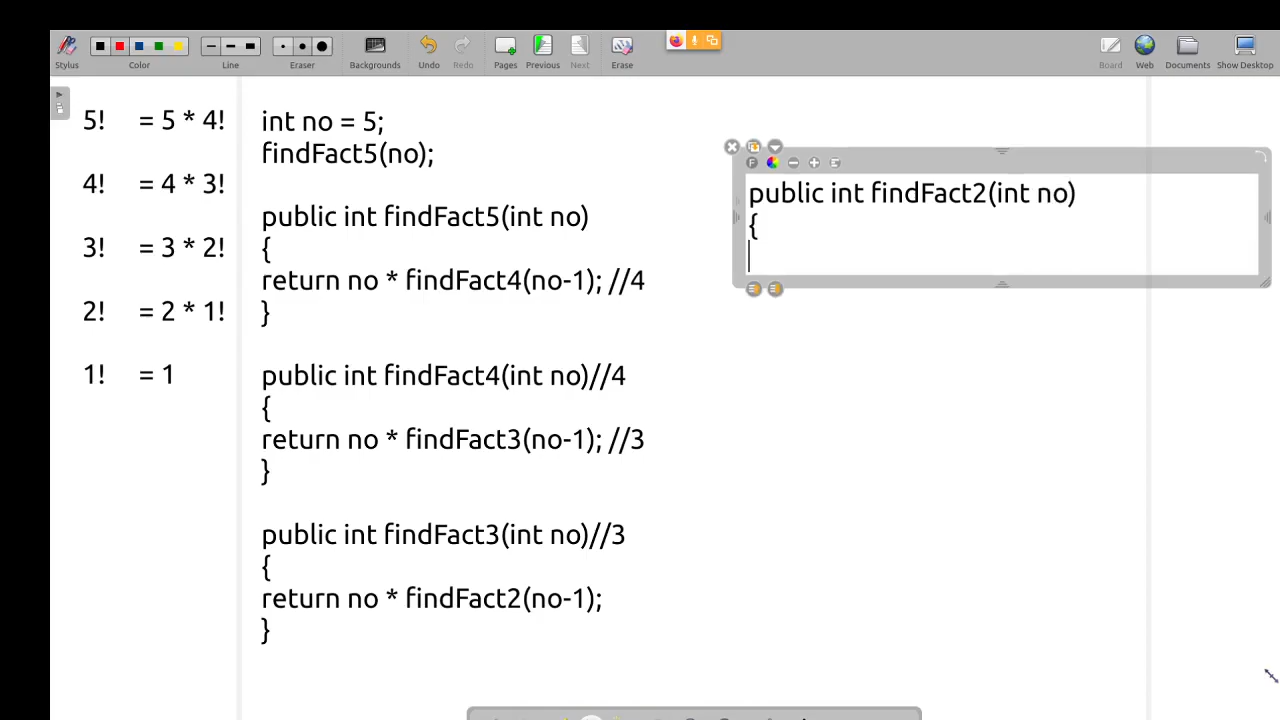 Stylus
Color
Line
Eraser
Backgrounds
Undo
Redo
Pages
Previous
Next
Erase
Board
Web
Documents
Show Desktop
5! = 5 * 4!
4! = 4 * 3!
3! = 3 * 2!
2! = 2 * 1!
1! = 1
int no = 5;
findFact5(no);
public int findFact5(int no)
{
return no * findFact4(no-1); //4
}
public int findFact4(int no)//4
{
return no * findFact3(no-1); //3
}
public int findFact3(int no)//3
{
return no * findFact2(no-1);
}
F
public int findFact2(int no)
{